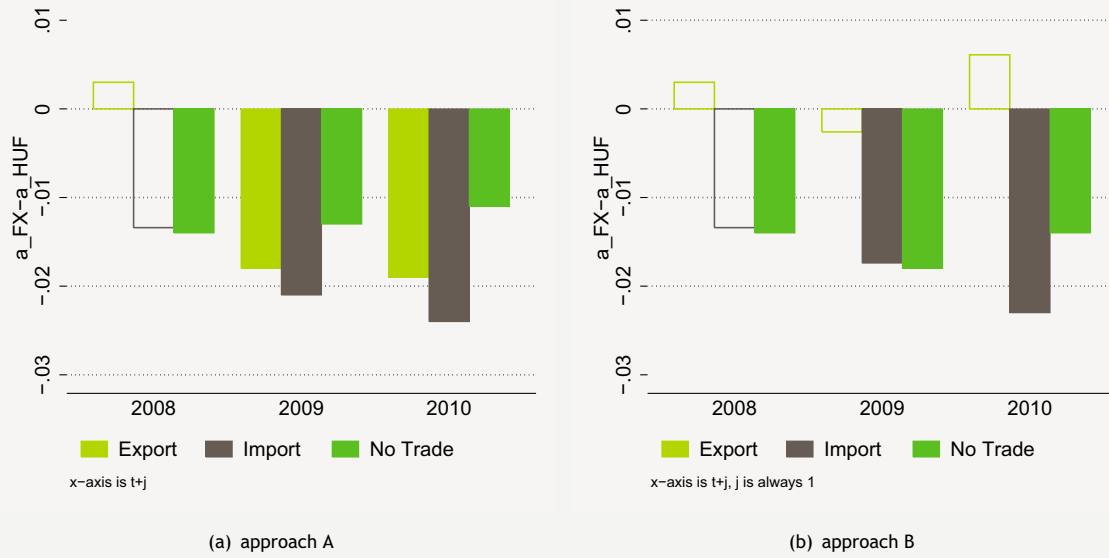 .01
0
-.01
-.02
-.03
a_FX−a_HUF
2008 2009 2010
Export Import No Trade
x−axis is t+j
(a) approach A
.01
0
-.01
-.02
-.03
a_FX−a_HUF
2008 2009 2010
Export Import No Trade
x−axis is t+j, j is always 1
(b) approach B